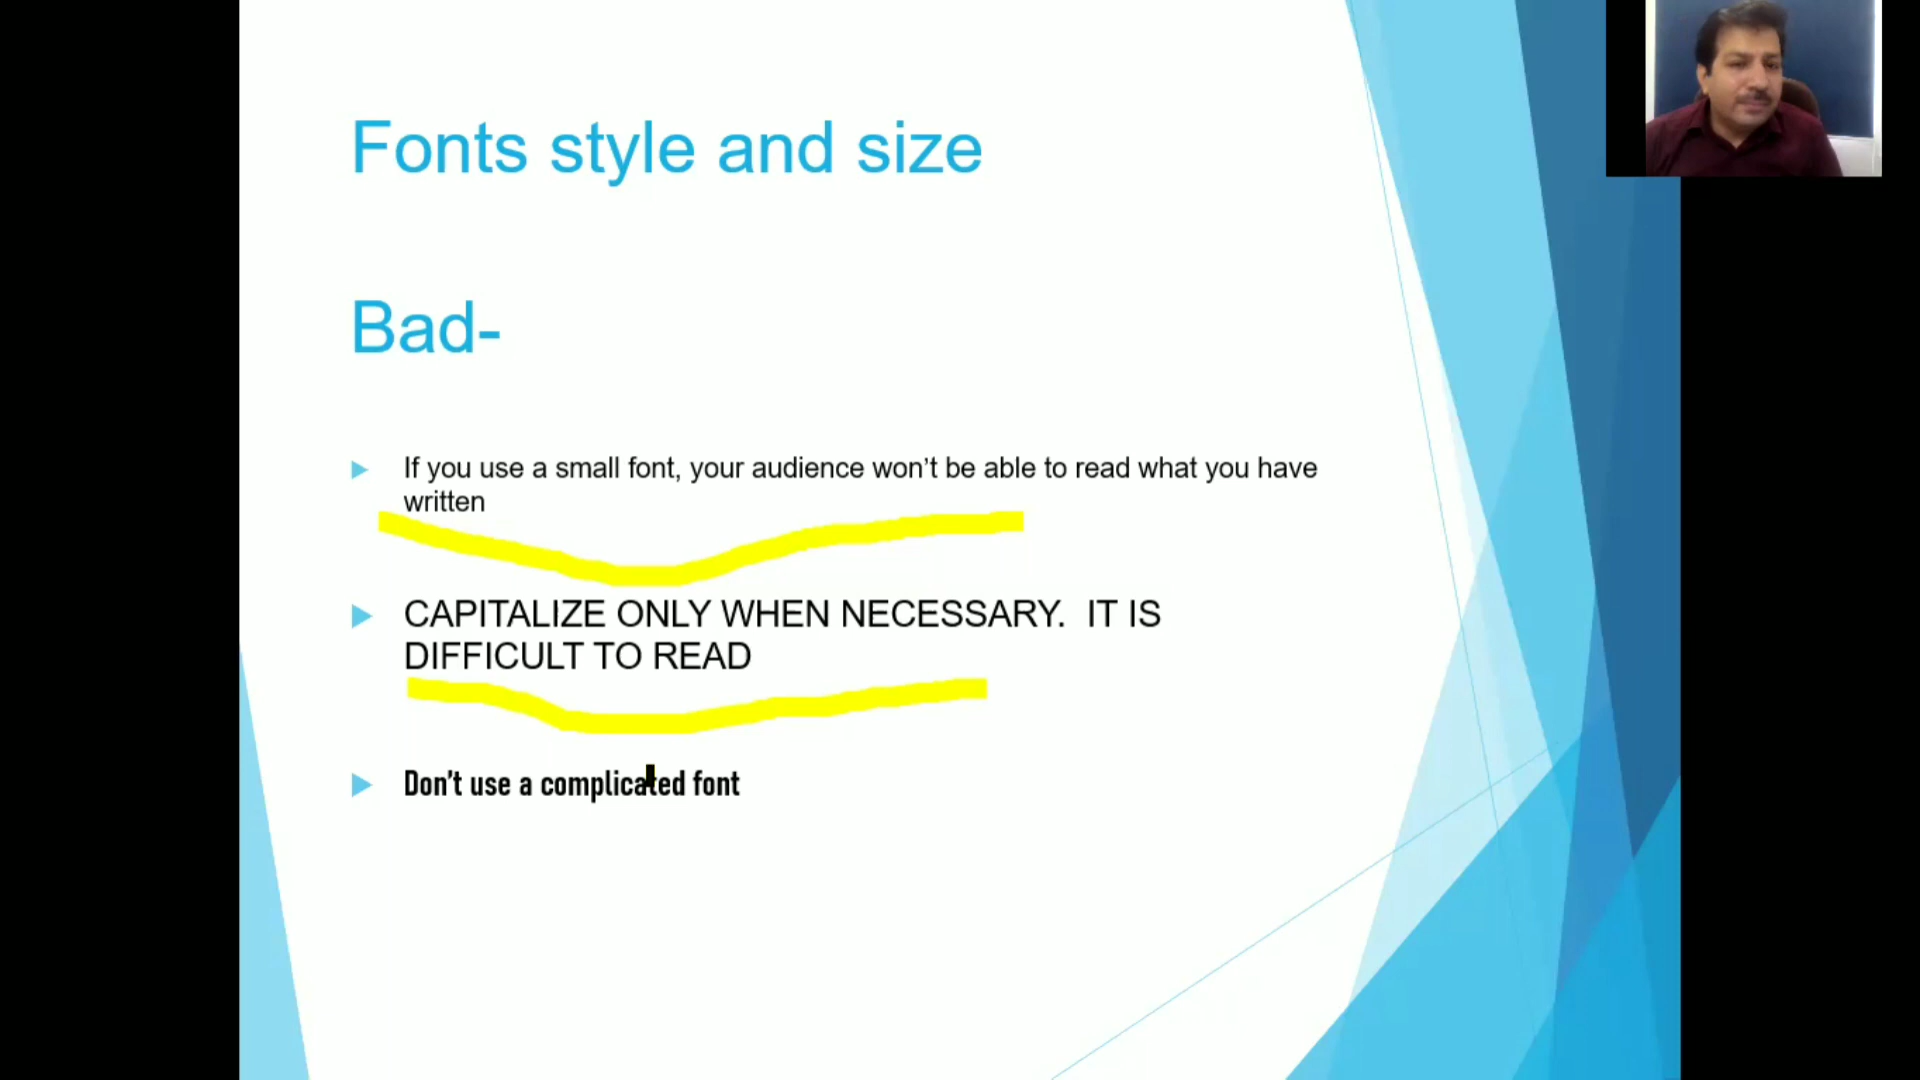 Fonts style and size
Bad-
If you use a small font, your audience won’t be able to read what you have
written
CAPITALIZE ONLY WHEN NECESSARY.  IT IS
DIFFICULT TO READ
Don’t use a complicated font